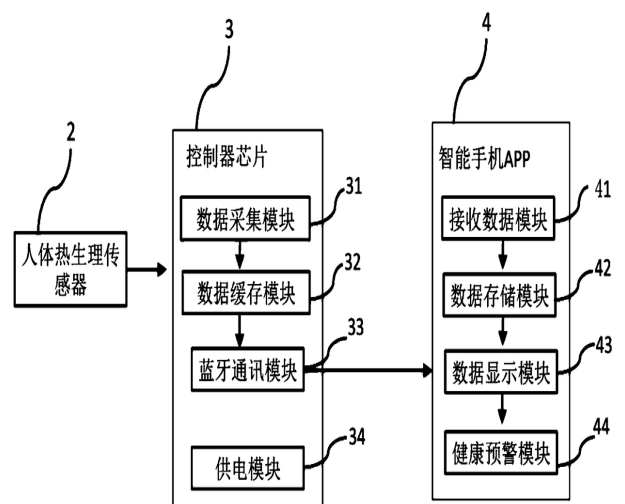 2
人体热生理传
感器
3
控制器芯片
31
数据采集模块
32
数据缓存模块
33
蓝牙通讯模块
34
供电模块
4
智能手机APP
41
接收数据模块
42
数据存储模块
43
数据显示模块
44
健康预警模块